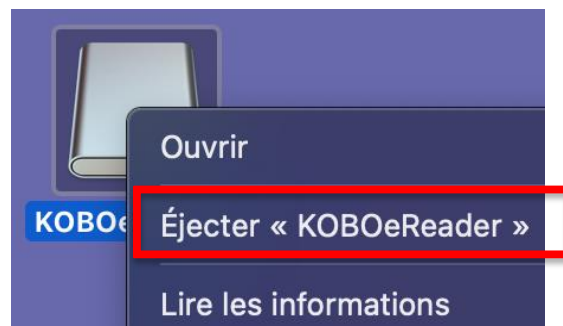 Ouvrir
KOBOe
Éjecter « KOBOeReader »
Lire les informations